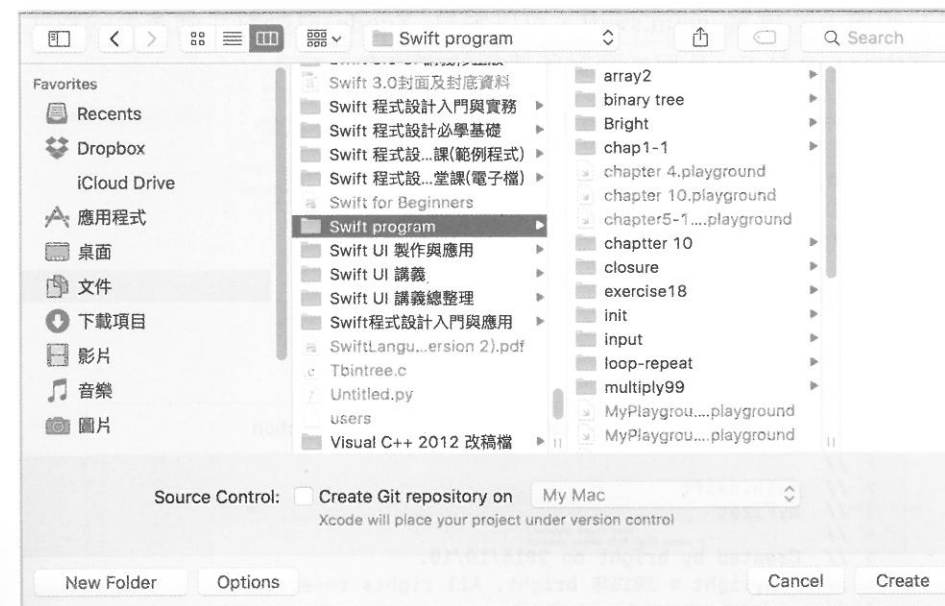 Swift program
Search
Favorites
Recents
Dropbox
iCloud Drive
應用程式
桌面
文件
下載項目
影片
音樂
圖片
Swift 3.0封面及封底資料
Swift 程式設計入門與實務
Swift 程式設計必學基礎
Swift 程式設...課(範例程式)
Swift 程式設...堂課(電子檔)
Swift for Beginners
Swift program
Swift UI 製作與應用
Swift UI 講義
Swift UI 講義總整理
Swift程式設計入門與應用
SwiftLangu...ersion 2).pdf
Tbintree.c
Untitled.py
users
Visual C++ 2012 改稿檔
array2
binary tree
Bright
chap1-1
chapter 4.playground
chapter 10.playground
chapter5-1....playground
chaptter 10
closure
exercise18
init
input
loop-repeat
multiply99
MyPlaygrou....playground
MyPlaygrou....playground
Source Control:
Create Git repository on
My Mac
Xcode will place your project under version control
New Folder
Options
Cancel
Create